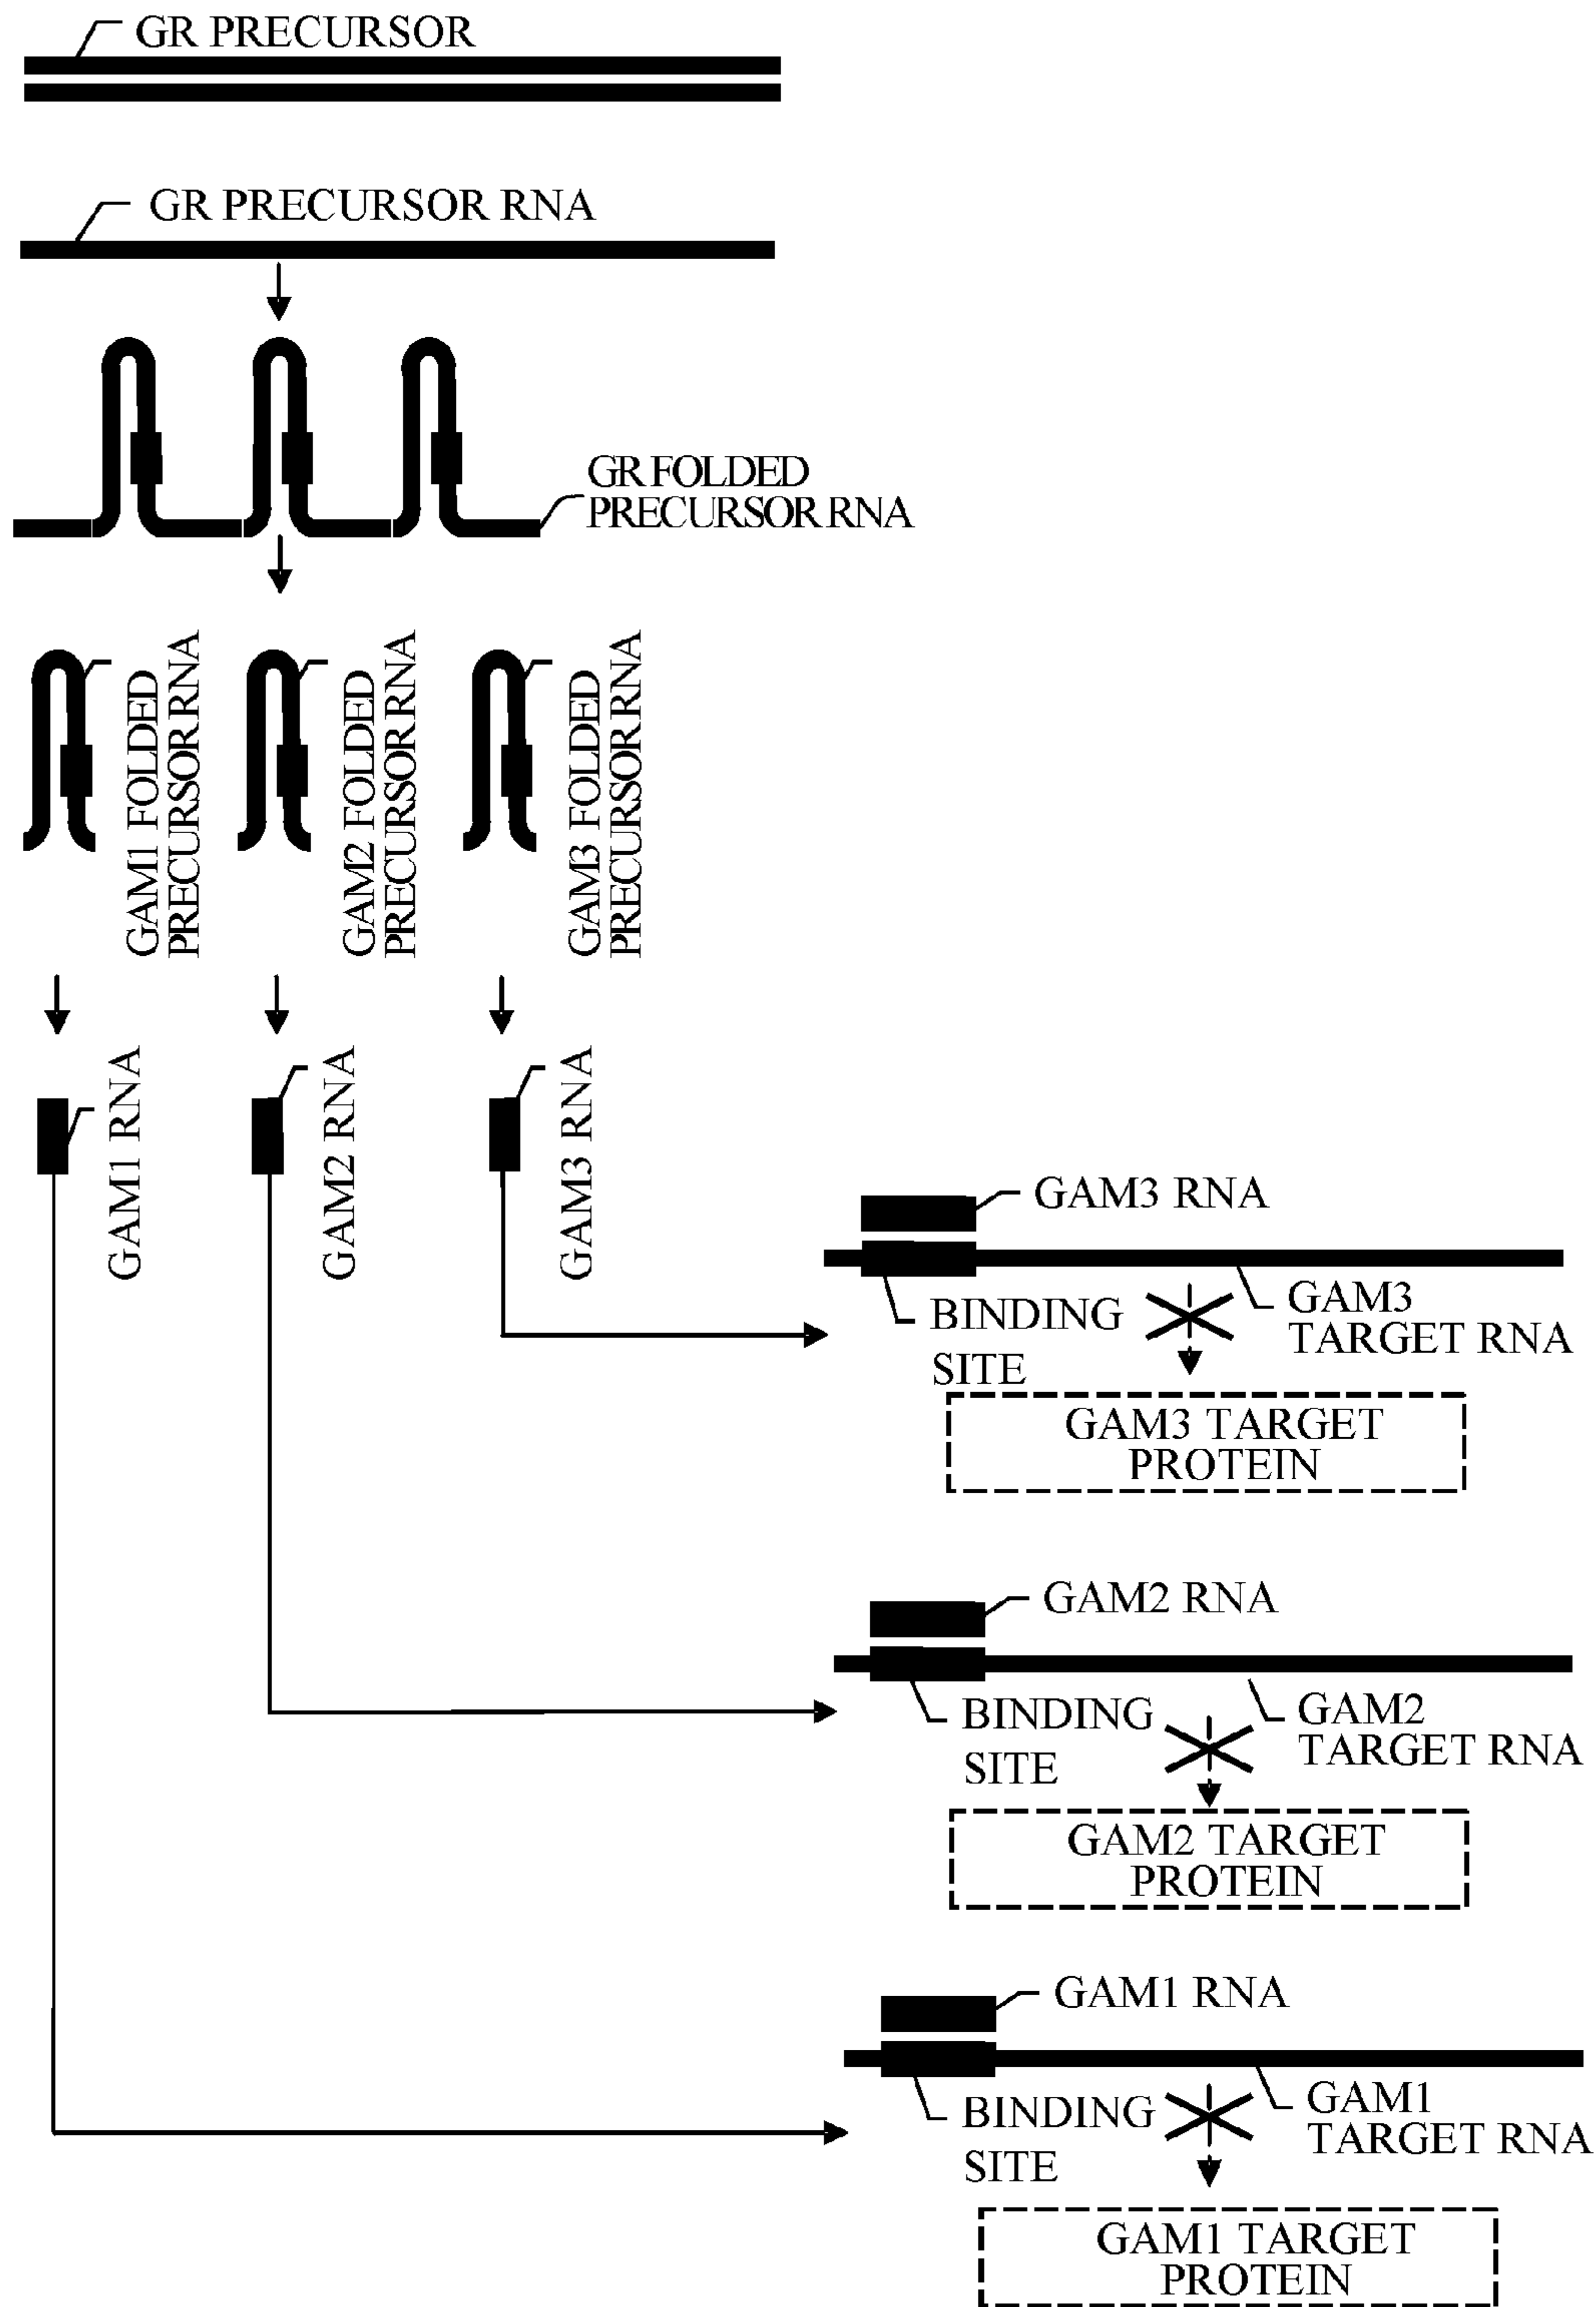 GR PRECURSOR
GR PRECURSOR RNA
GR FOLDED
PRECURSOR RNA
GAM1 FOLDED
PRECURSOR RNA
GAM2 FOLDED
PRECURSOR RNA
GAM3 FOLDED
PRECURSOR RNA
GAM1 RNA
GAM2 RNA
GAM3 RNA
GAM3 RNA
BINDING
SITE
GAM3
TARGET RNA
GAM3 TARGET
PROTEIN
GAM2 RNA
BINDING
SITE
GAM2
TARGET RNA
GAM2 TARGET
PROTEIN
GAM1 RNA
BINDING
SITE
GAM1
TARGET RNA
GAM1 TARGET
PROTEIN